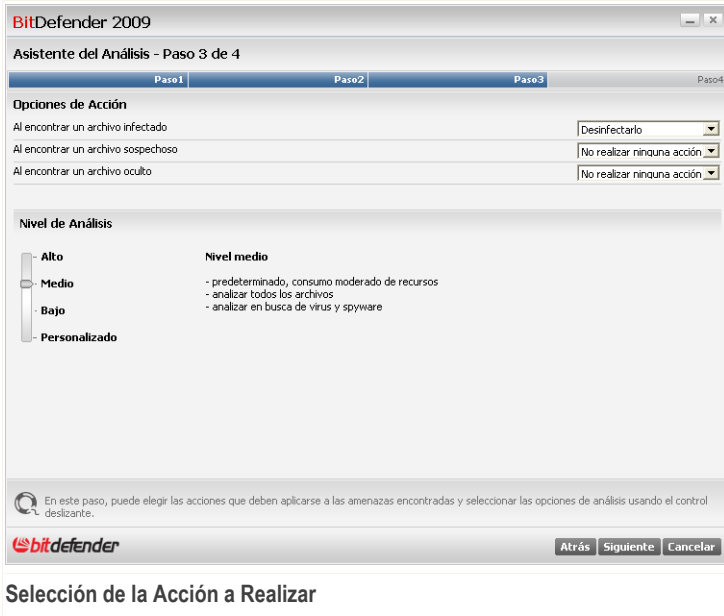 BitDefender 2009
Asistente del Análisis - Paso 3 de 4
Paso1 Paso2 Paso3 Paso4
Opciones de Acción
Al encontrar un archivo infectado Desinfectarlo
Al encontrar un archivo sospechoso No realizar ninguna acción
Al encontrar un archivo oculto No realizar ninguna acción
Nivel de Análisis
- Alto
- Medio
- Bajo
- Personalizado
Nivel medio
- predeterminado, consumo moderado de recursos
- analizar todos los archivos
- analizar en busca de virus y spyware
En este paso, puede elegir las acciones que deben aplicarse a las amenazas encontradas y seleccionar las opciones de análisis usando el control
deslizante.
bitdefender
Atrás Siguiente Cancelar
Selección de la Acción a Realizar